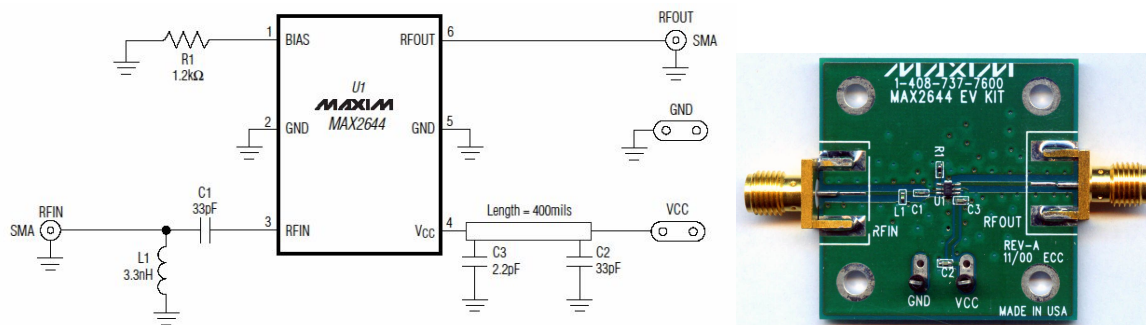 RFOUT
SMA
1
BIAS
RFOUT
6
R1
1.2kΩ
U1
MAXIM
MAX2644
2
GND
GND
5
GND
C1
33pF
RFIN
SMA
3
RFIN
VCC
4
Length = 400mils
VCC
L1
3.3nH
C3
2.2pF
C2
33pF
MAXIM
1-408-737-7600
MAX2644 EV KIT
R1
L1
C1
U1
C3
RFIN
RFOUT
REV-A
11/00 ECC
C2
GND
VCC
MADE IN USA